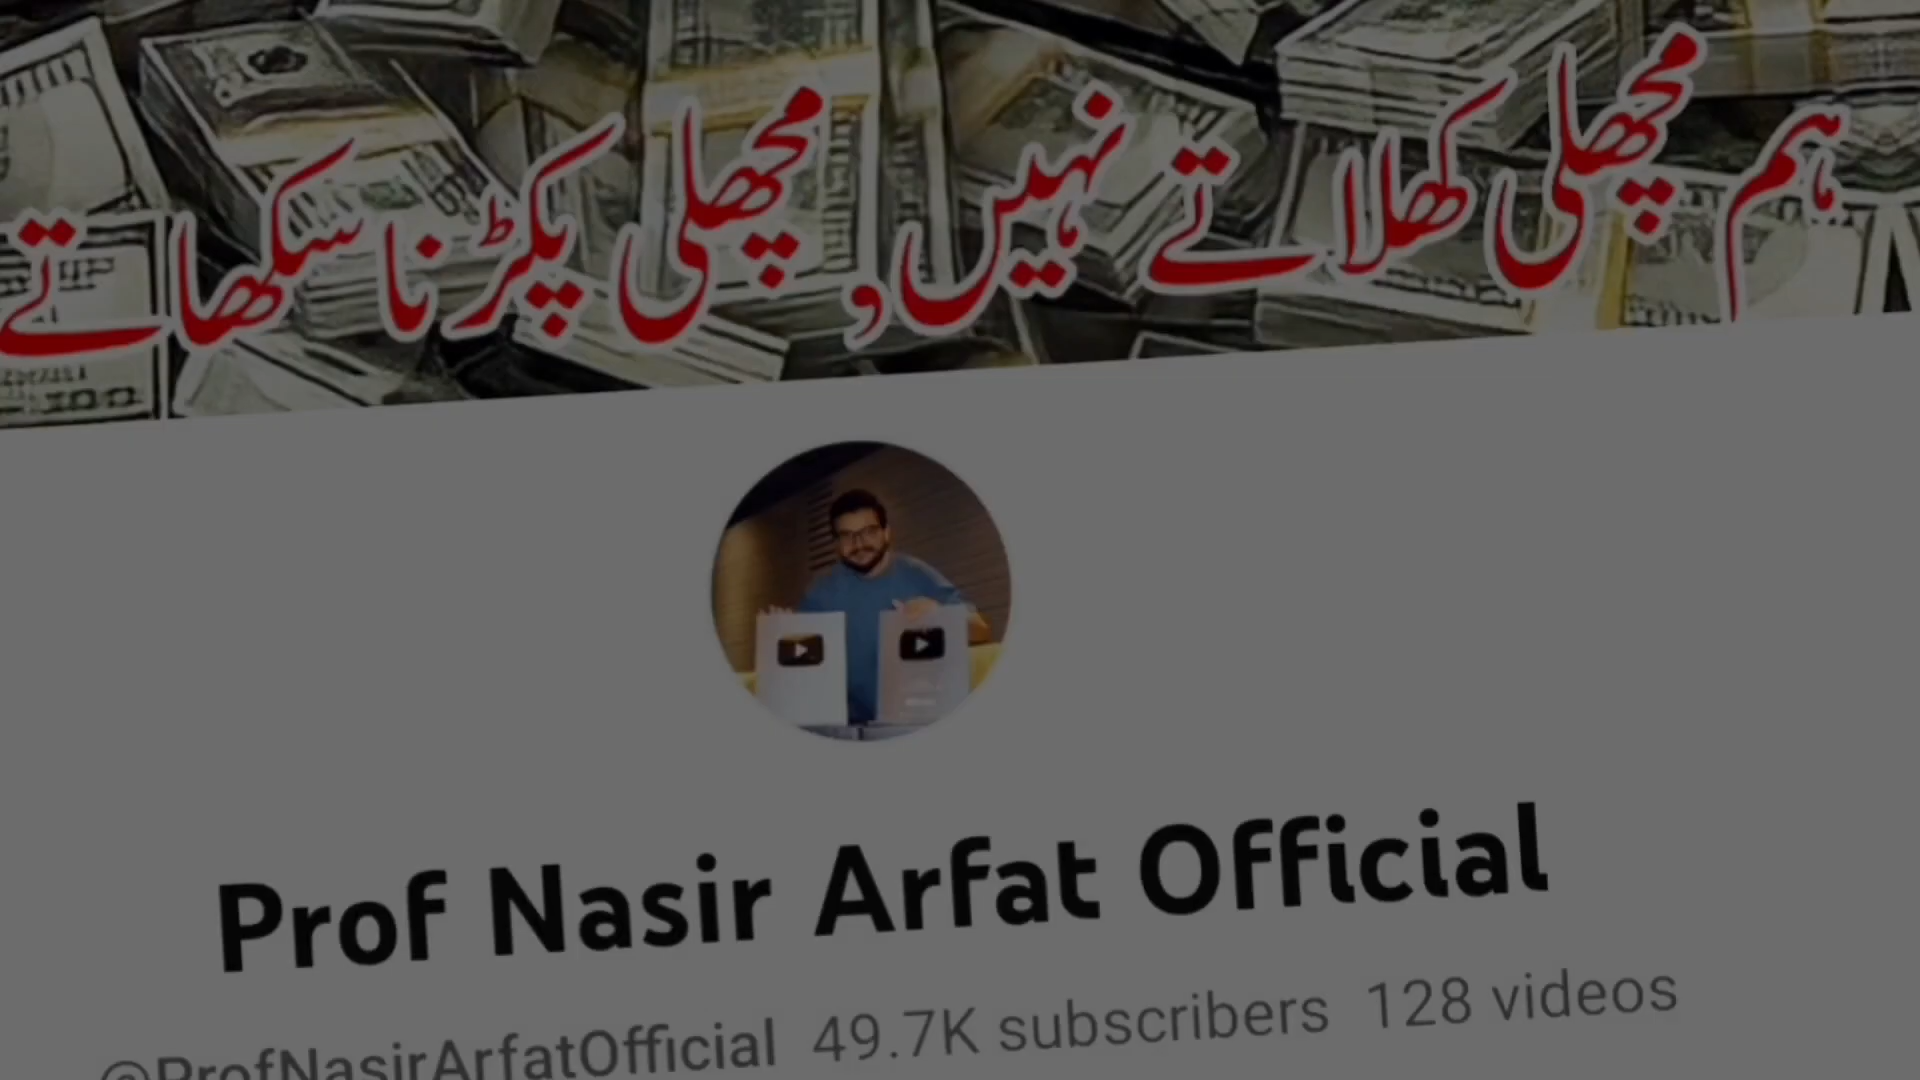 ہم مچھلی کھلاتے نہیں و مچھلی پکڑنا سکھاتے
Prof Nasir Arfat Official
@ProfNasirArfatOfficial 49.7K subscribers 128 videos